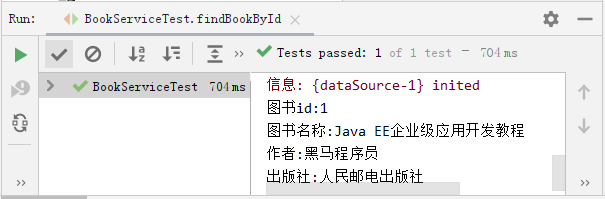 Run: BookServiceTest.findBookById
Tests passed: 1 of 1 test – 704 ms
BookServiceTest 704 ms
信息: {dataSource-1} inited
图书id:1
图书名称:Java EE企业级应用开发教程
作者:黑马程序员
出版社:人民邮电出版社